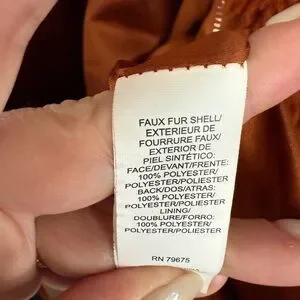 FAUX FUR SHELL/
EXTERIEUR DE
FOURRURE FAUX/
EXTERIOR DE
PIEL SINTÉTICO:
FACE/DEVANT/FRENTE:
100% POLYESTER/
POLYESTER/POLIESTER
BACK/DOS/ATRAS:
100% POLYESTER/
POLYESTER/POLIESTER
LINING/
DOUBLURE/FORRO:
100% POLYESTER/
POLYESTER/POLIESTER
RN 79675